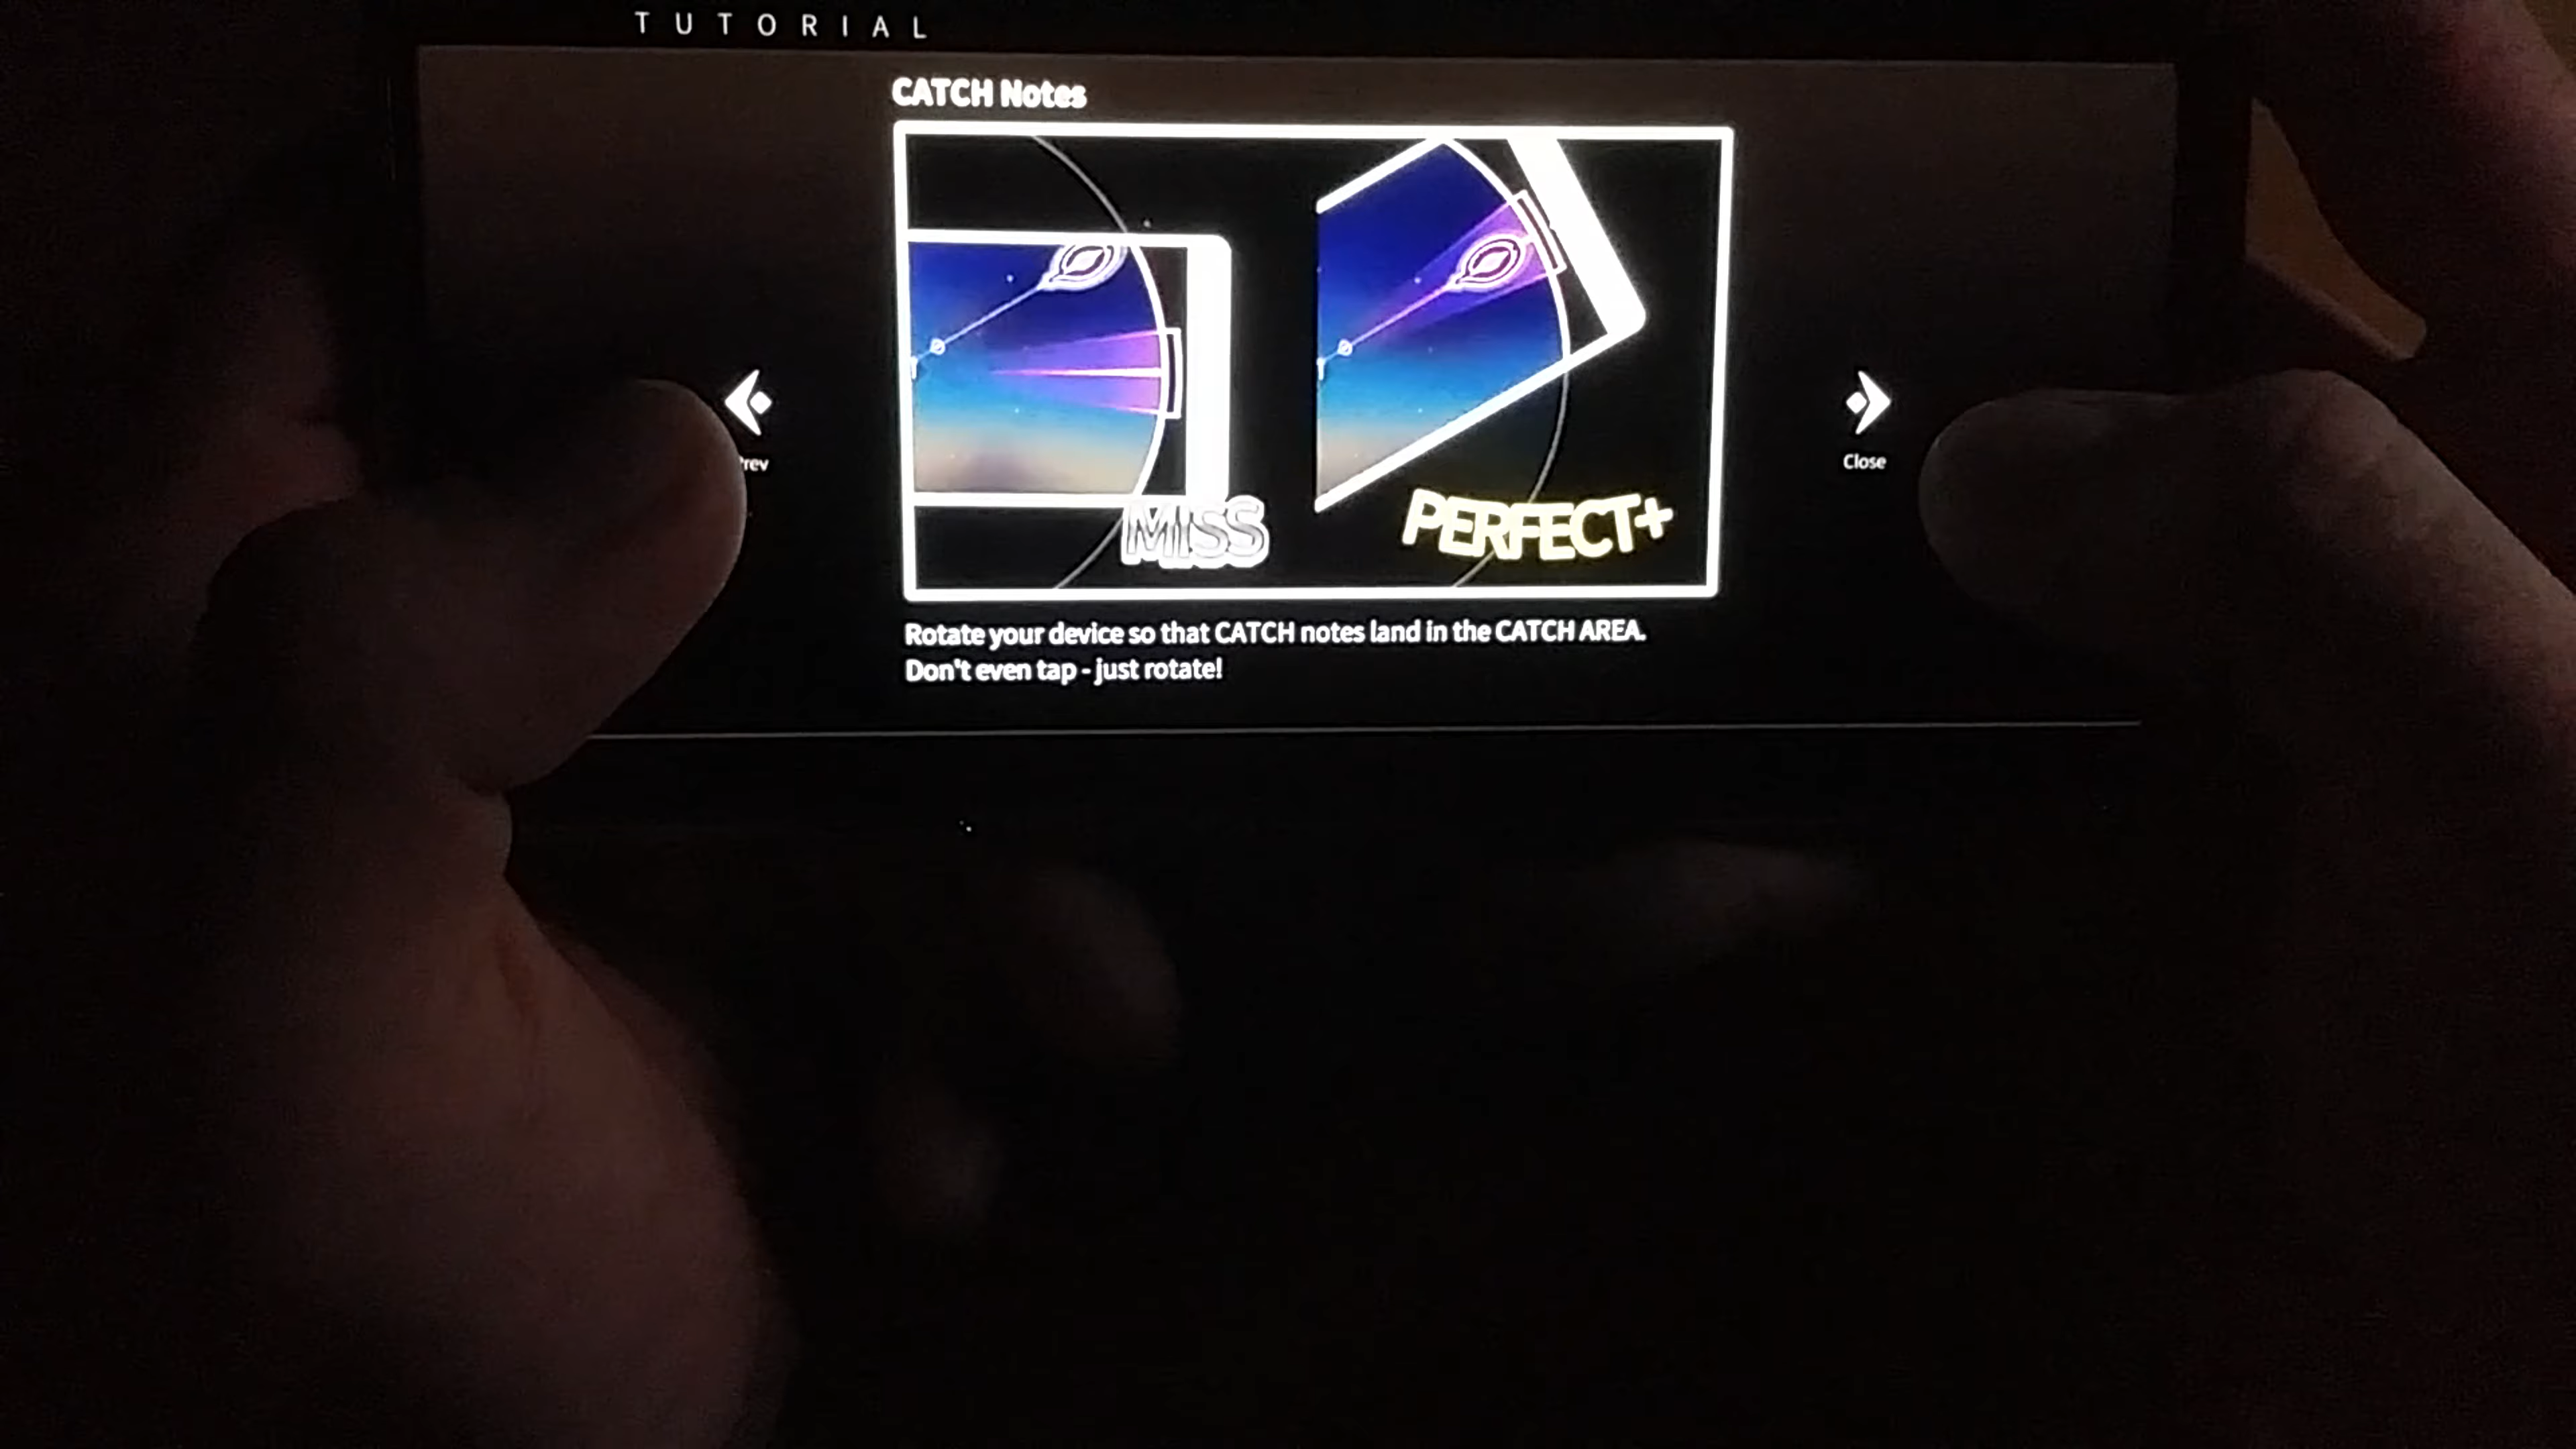 TUTORIAL
CATCH Notes
MISS
PERFECT+
rev
Close
Rotate your device so that CATCH notes land in the CATCH AREA.
Don't even tap - just rotate!